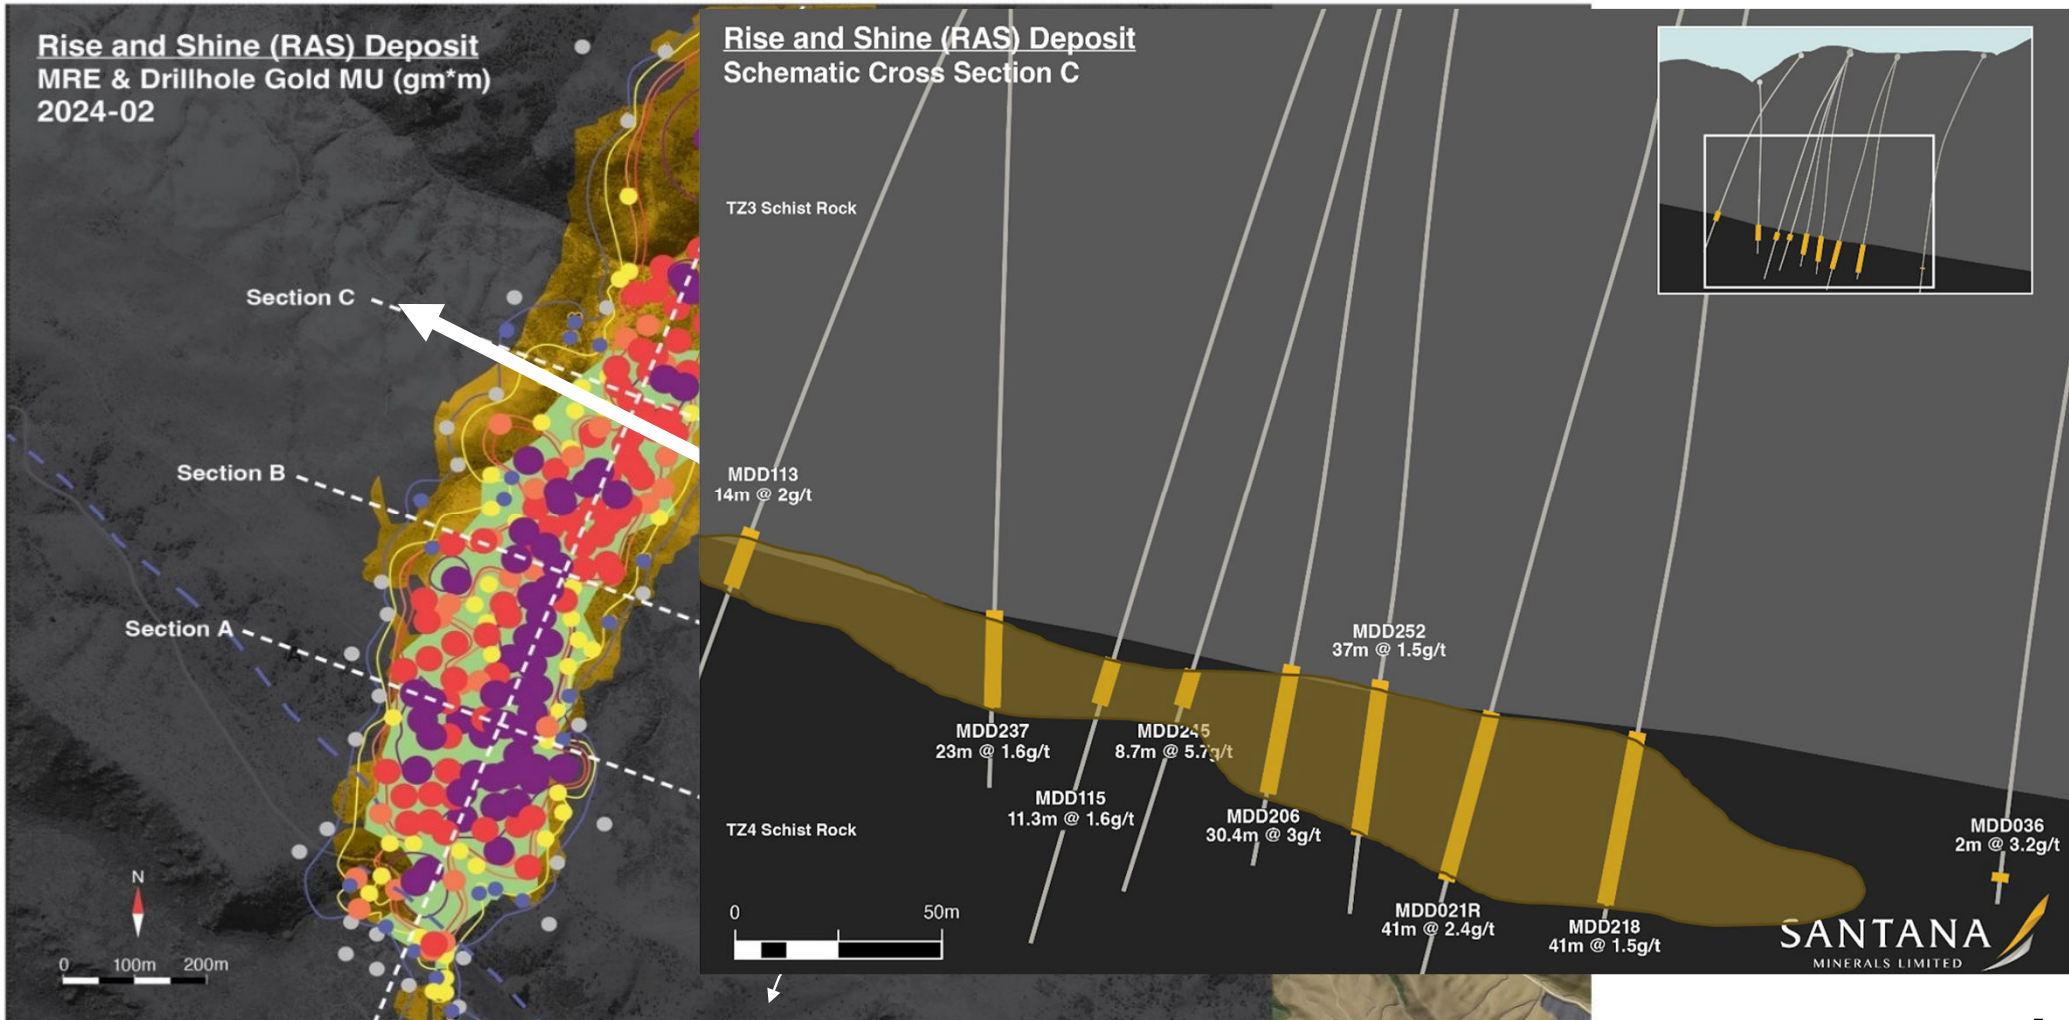 Rise and Shine (RAS) Deposit
MRE & Drillhole Gold MU (gm*m)
2024-02
Section C
Section B
Section A
A
N
0 100m 200m
Rise and Shine (RAS) Deposit
Schematic Cross Section C
TZ3 Schist Rock
MDD113
14m @ 2g/t
MDD252
37m @ 1.5g/t
MDD237
23m @ 1.6g/t
MDD245
8.7m @ 5.7g/t
MDD115
11.3m @ 1.6g/t
MDD206
30.4m @ 3g/t
TZ4 Schist Rock
MDD036
2m @ 3.2g/t
MDD021R
41m @ 2.4g/t
MDD218
41m @ 1.5g/t
0 50m
SANTANA
MINERALS LIMITED